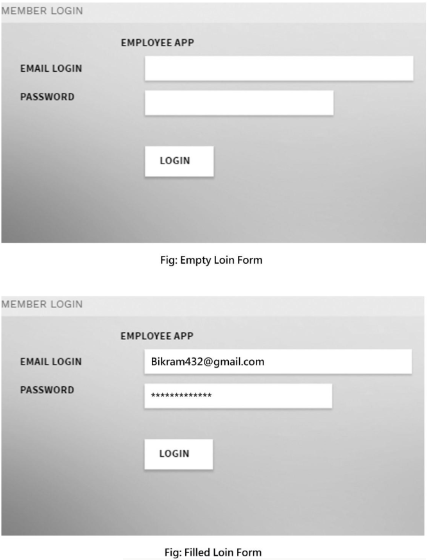 MEMBER LOGIN
EMPLOYEE APP
EMAIL LOGIN
PASSWORD
LOGIN
Fig: Empty Loin Form
MEMBER LOGIN
EMPLOYEE APP
EMAIL LOGIN Bikram432@gmail.com
PASSWORD *************
LOGIN
Fig: Filled Loin Form